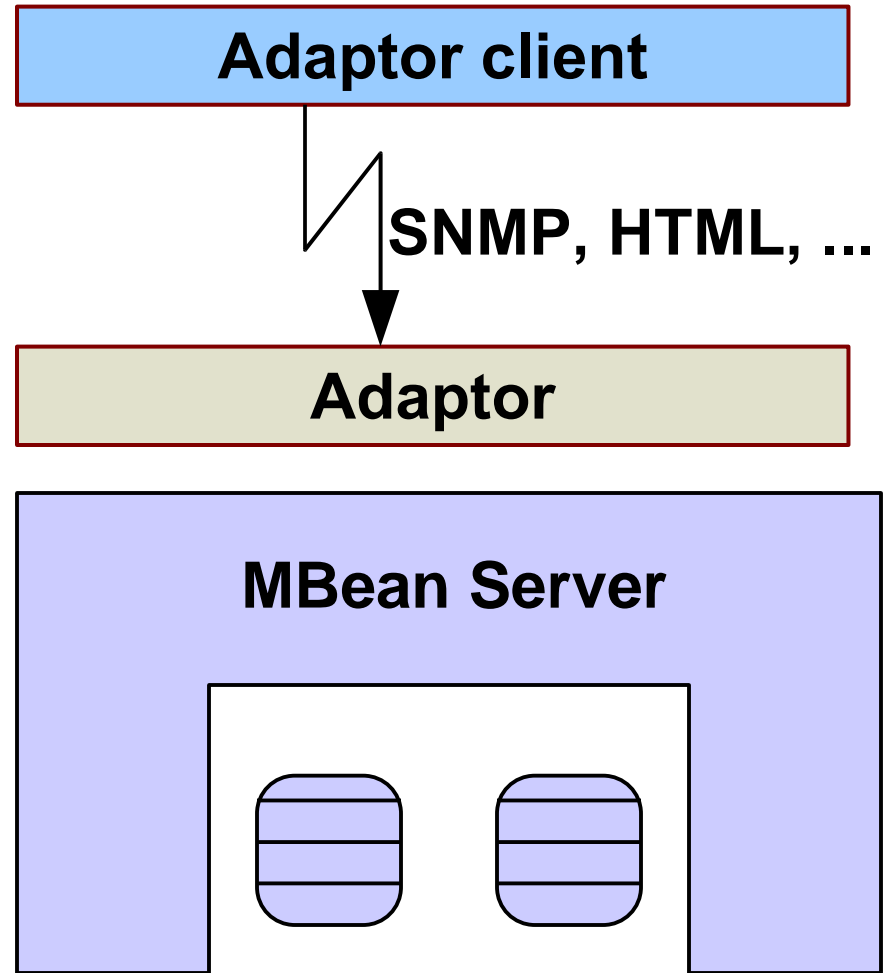 Adaptor client
SNMP, HTML, ...
Adaptor
MBean Server